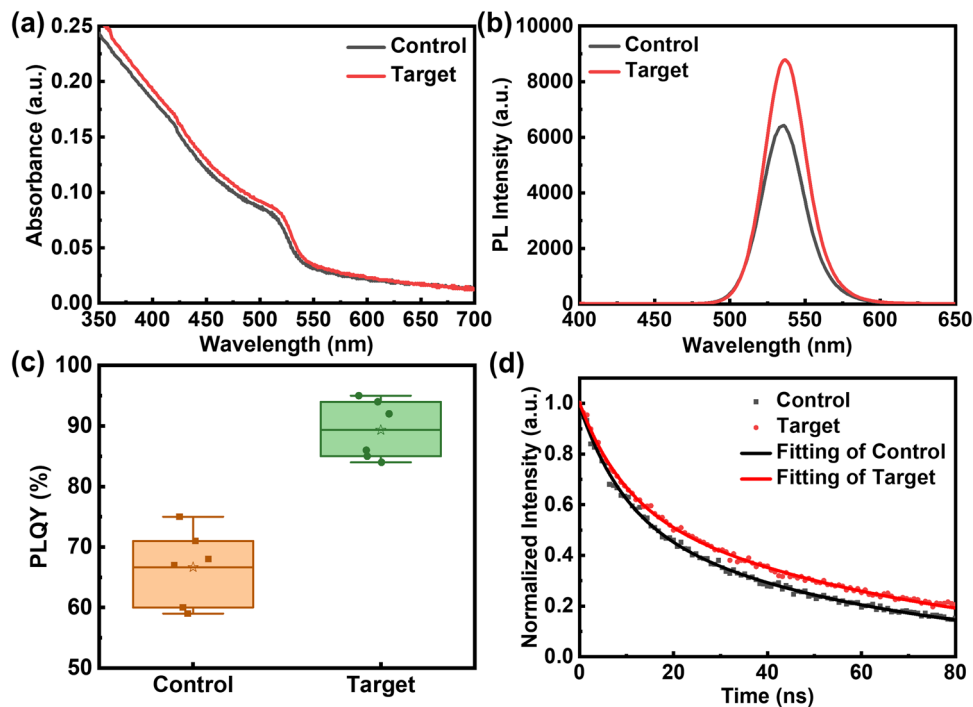 (a)
0.25
0.20
0.15
0.10
0.05
0.00
Absorbance (a.u.)
Control
Target
350 400 450 500 550 600 650 700
Wavelength (nm)
(b)
10000
8000
6000
4000
2000
0
PL Intensity (a.u.)
Control
Target
400 450 500 550 600 650
Wavelength (nm)
(c)
100
90
80
70
60
50
PLQY (%)
Control Target
(d)
1.0
0.8
0.6
0.4
0.2
0.0
Normalized Intensity (a.u.)
Control
Target
Fitting of Control
Fitting of Target
0 20 40 60 80
Time (ns)